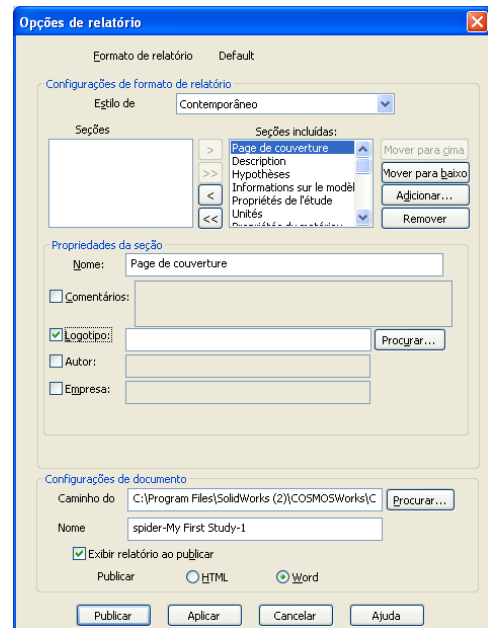 Opções de relatório
Formato de relatório Default
Configurações de formato de relatório
Estilo de Contemporâneo
Seções Seções incluídas:
> Page de couverture Mover para cima
Description
>> Hypothèses Mover para baixo
Informations sur le modèl
< Propriétés de l'étude Adicionar...
<< Unités Remover
Propriedades da seção
Nome: Page de couverture
Comentários:
Logotipo: Procurar...
Autor:
Empresa:
Configurações de documento
Caminho do C:\Program Files\SolidWorks (2)\COSMOSWorks\C Procurar...
Nome spider-My First Study-1
Exibir relatório ao publicar
Publicar HTML Word
Publicar Aplicar Cancelar Ajuda